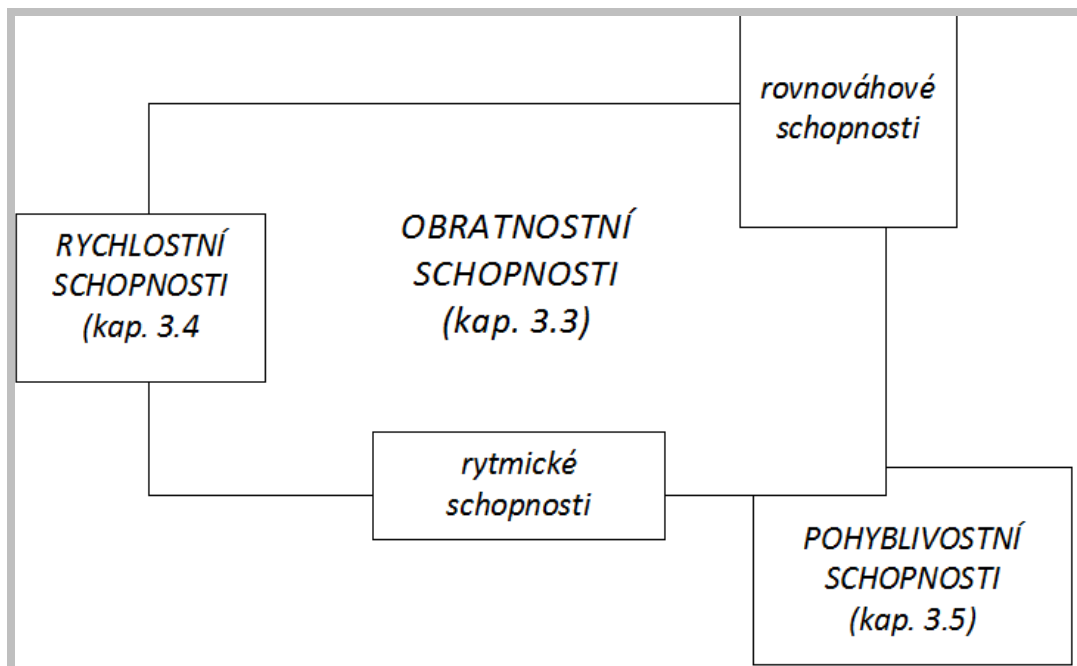 rovnováhové
schopnosti
OBRATNOSTNÍ
SCHOPNOSTI
(kap. 3.3)
RYCHLOSTNÍ
SCHOPNOSTI
(kap. 3.4
rytmické
schopnosti
POHYBLIVOSTNÍ
SCHOPNOSTI
(kap. 3.5)